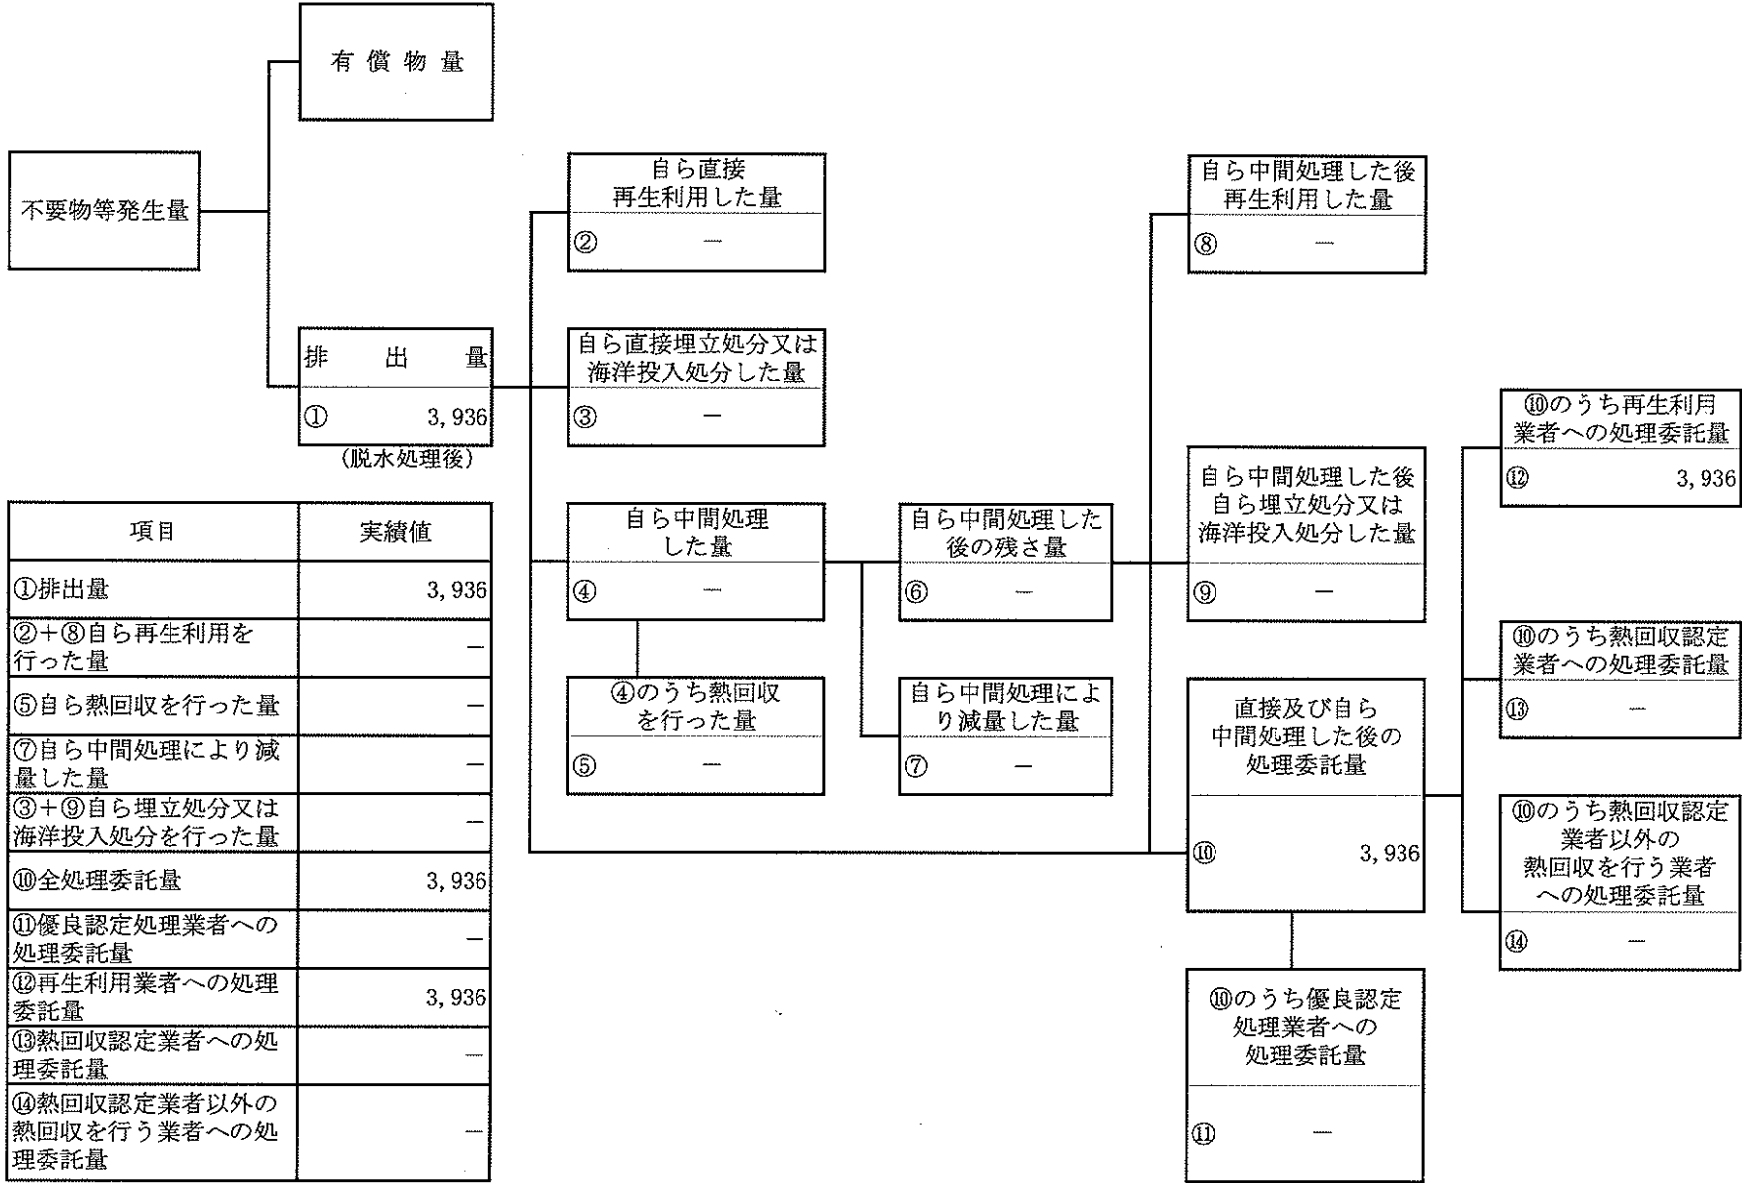 有償物量
不要物等発生量
排出量
① 3,936
(脱水処理後)
自ら直接
再生利用した量
② ―
自ら直接埋立処分又は
海洋投入処分した量
③ ―
自ら中間処理
した量
④ ―
④のうち熱回収
を行った量
⑤ ―
自ら中間処理した
後の残さ量
⑥ ―
自ら中間処理によ
り減量した量
⑦ ―
自ら中間処理した後
再生利用した量
⑧ ―
自ら中間処理した後
自ら埋立処分又は
海洋投入処分した量
⑨ ―
直接及び自ら
中間処理した後の
処理委託量
⑩ 3,936
⑩のうち優良認定
処理業者への
処理委託量
⑪ ―
⑩のうち再生利用
業者への処理委託量
⑫ 3,936
⑩のうち熱回収認定
業者への処理委託量
⑬ ―
⑩のうち熱回収認定
業者以外の
熱回収を行う業者
への処理委託量
⑭ ―
項目 実績値
①排出量 3,936
②+⑧自ら再生利用を
行った量 ―
⑤自ら熱回収を行った量 ―
⑦自ら中間処理により減
量した量 ―
③+⑨自ら埋立処分又は
海洋投入処分を行った量 ―
⑩全処理委託量 3,936
⑪優良認定処理業者への
処理委託量 ―
⑫再生利用業者への処理
委託量 3,936
⑬熱回収認定業者への処
理委託量 ―
⑭熱回収認定業者以外の
熱回収を行う業者への処
理委託量 ―